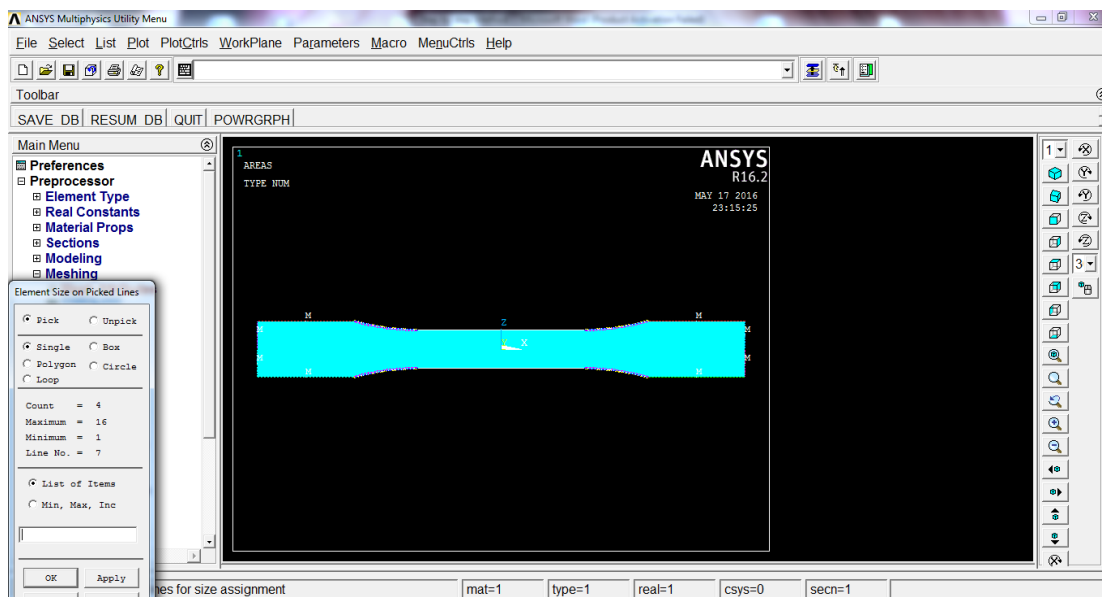 ANSYS Multiphysics Utility Menu
File Select List Plot PlotCtrls WorkPlane Parameters Macro MenuCtrls Help
Toolbar
SAVE_DB RESUM_DB QUIT POWRGRPH
Main Menu
Preferences
Preprocessor
Element Type
Real Constants
Material Props
Sections
Modeling
Meshing
Element Size on Picked Lines
Pick Unpick
Single Box
Polygon Circle
Loop
Count = 4
Maximum = 16
Minimum = 1
Line No. = 7
List of Items
Min, Max, Inc
OK Apply
1
AREAS
TYPE NUM
ANSYS
R16.2
MAY 17 2016
23:15:25
M M
Z
M Y X M
M M
M M
1
3
nes for size assignment mat=1 type=1 real=1 csys=0 secn=1